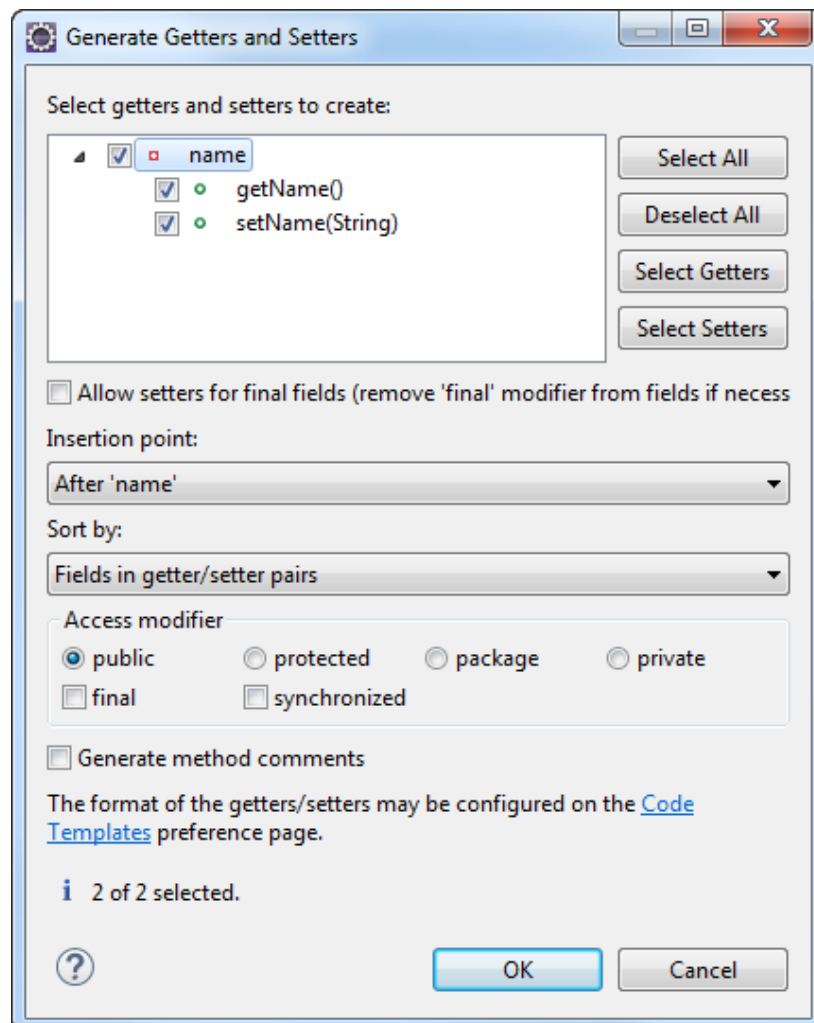 Generate Getters and Setters
Select getters and setters to create:
name
getName()
setName(String)
Select All
Deselect All
Select Getters
Select Setters
Allow setters for final fields (remove 'final' modifier from fields if necess
Insertion point:
After 'name'
Sort by:
Fields in getter/setter pairs
Access modifier
public protected package private
final synchronized
Generate method comments
The format of the getters/setters may be configured on the Code
Templates preference page.
i 2 of 2 selected.
? OK Cancel